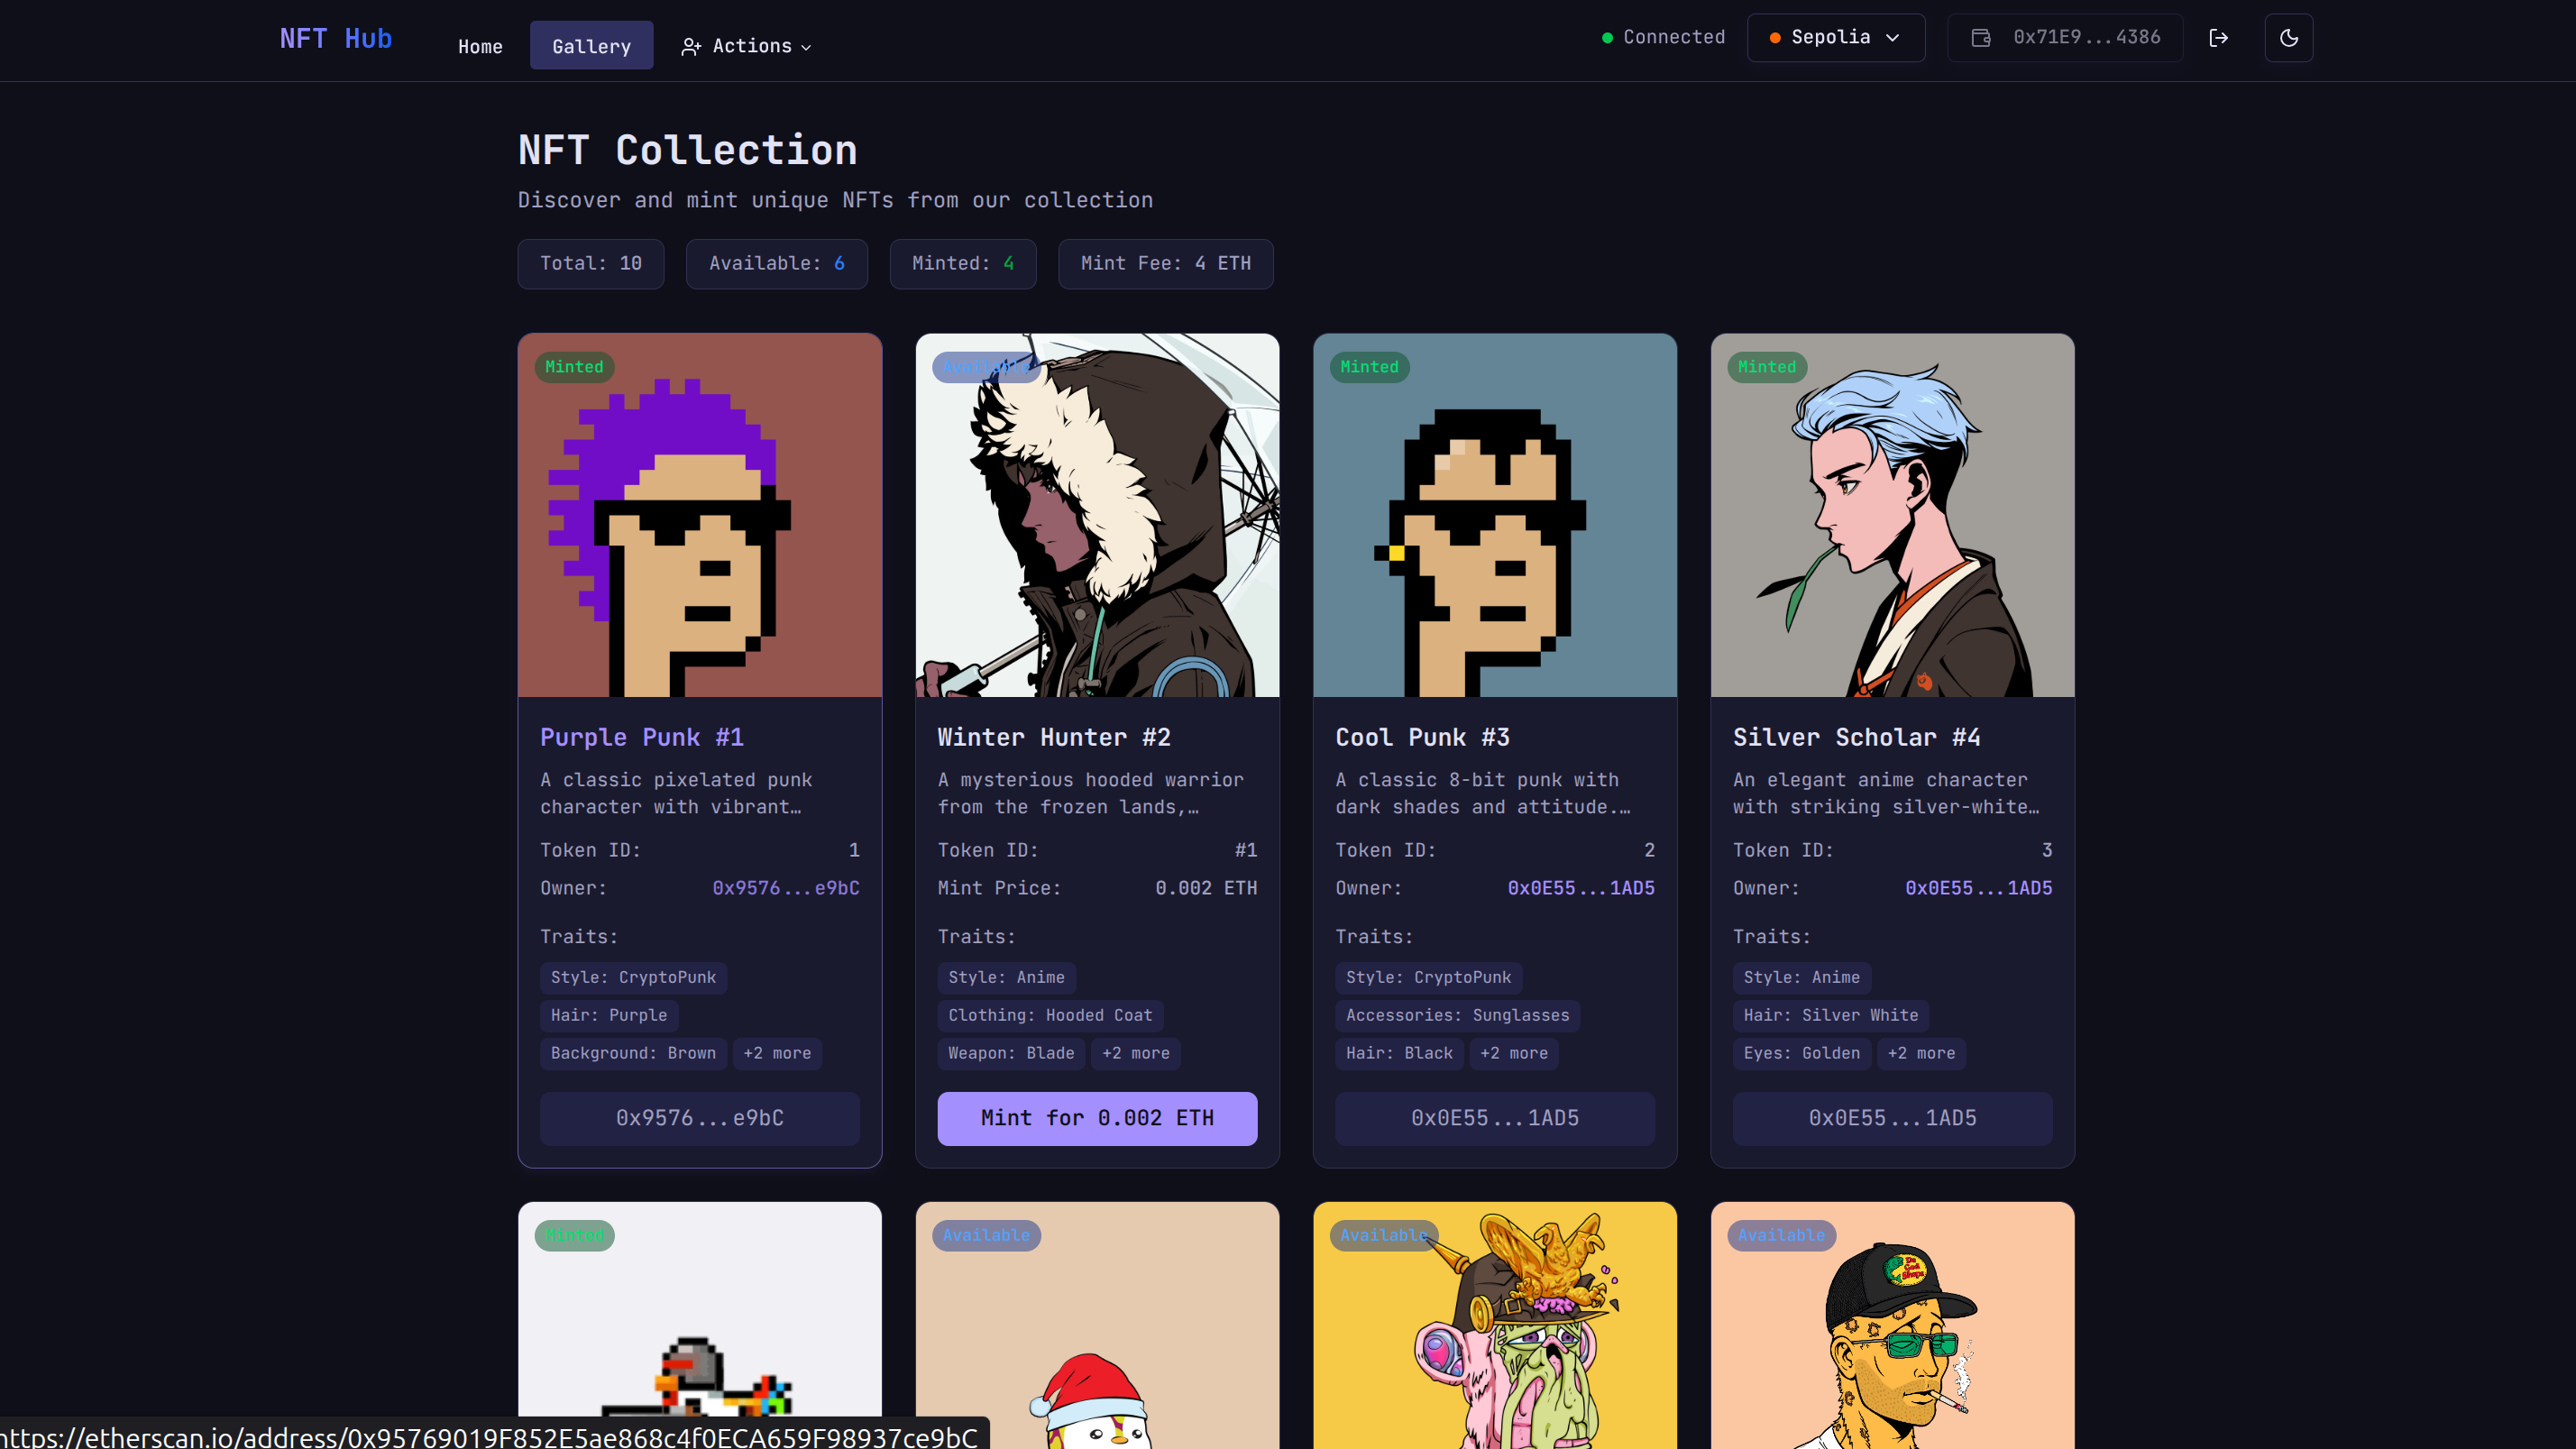 NFT Hub
Home
Gallery
Actions
Connected
Sepolia
0x71E9...4386
NFT Collection
Discover and mint unique NFTs from our collection
Total: 10
Available: 6
Minted: 4
Mint Fee: 4 ETH
Minted
Available
Minted
Minted
Purple Punk #1
A classic pixelated punk
character with vibrant…
Token ID: 1
Owner: 0x9576...e9bC
Traits:
Style: CryptoPunk
Hair: Purple
Background: Brown +2 more
0x9576...e9bC
Winter Hunter #2
A mysterious hooded warrior
from the frozen lands,…
Token ID: #1
Mint Price: 0.002 ETH
Traits:
Style: Anime
Clothing: Hooded Coat
Weapon: Blade +2 more
Mint for 0.002 ETH
Cool Punk #3
A classic 8-bit punk with
dark shades and attitude.…
Token ID: 2
Owner: 0x0E55...1AD5
Traits:
Style: CryptoPunk
Accessories: Sunglasses
Hair: Black +2 more
0x0E55...1AD5
Silver Scholar #4
An elegant anime character
with striking silver-white…
Token ID: 3
Owner: 0x0E55...1AD5
Traits:
Style: Anime
Hair: Silver White
Eyes: Golden +2 more
0x0E55...1AD5
Minted
Available
Available
Available
https://etherscan.io/address/0x95769019F852E5ae868c4f0ECA659F98937ce9bC